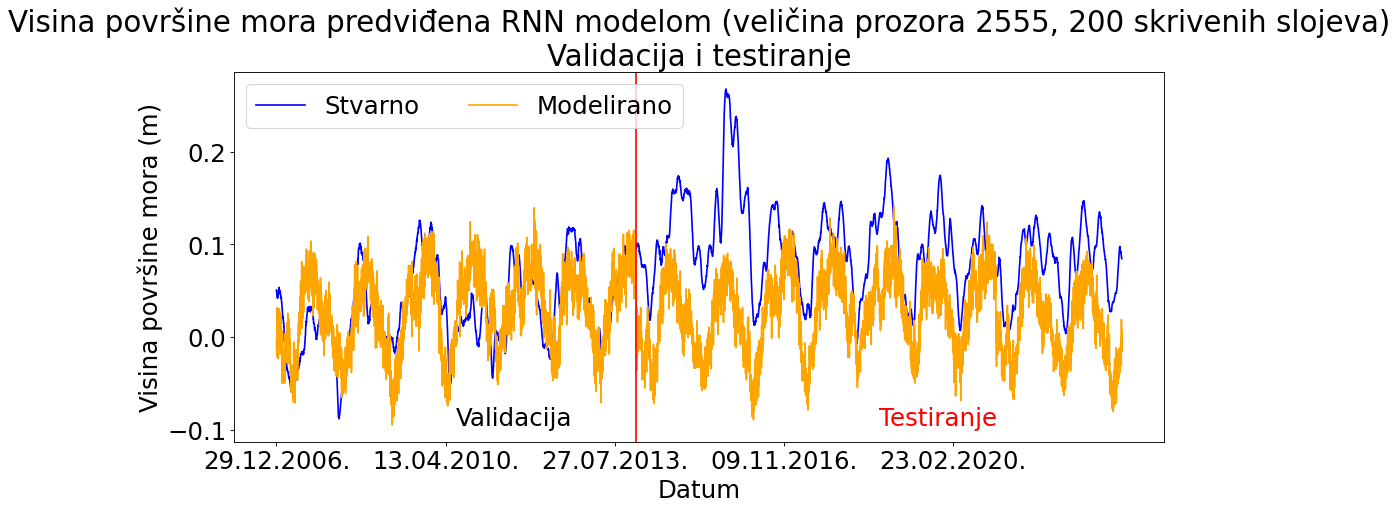 Visina površine mora predviđena RNN modelom (veličina prozora 2555, 200 skrivenih slojeva)
Validacija i testiranje
Stvarno Modelirano
Visina površine mora (m)
0.2
0.1
0.0
−0.1
Validacija Testiranje
29.12.2006. 13.04.2010. 27.07.2013. 09.11.2016. 23.02.2020.
Datum